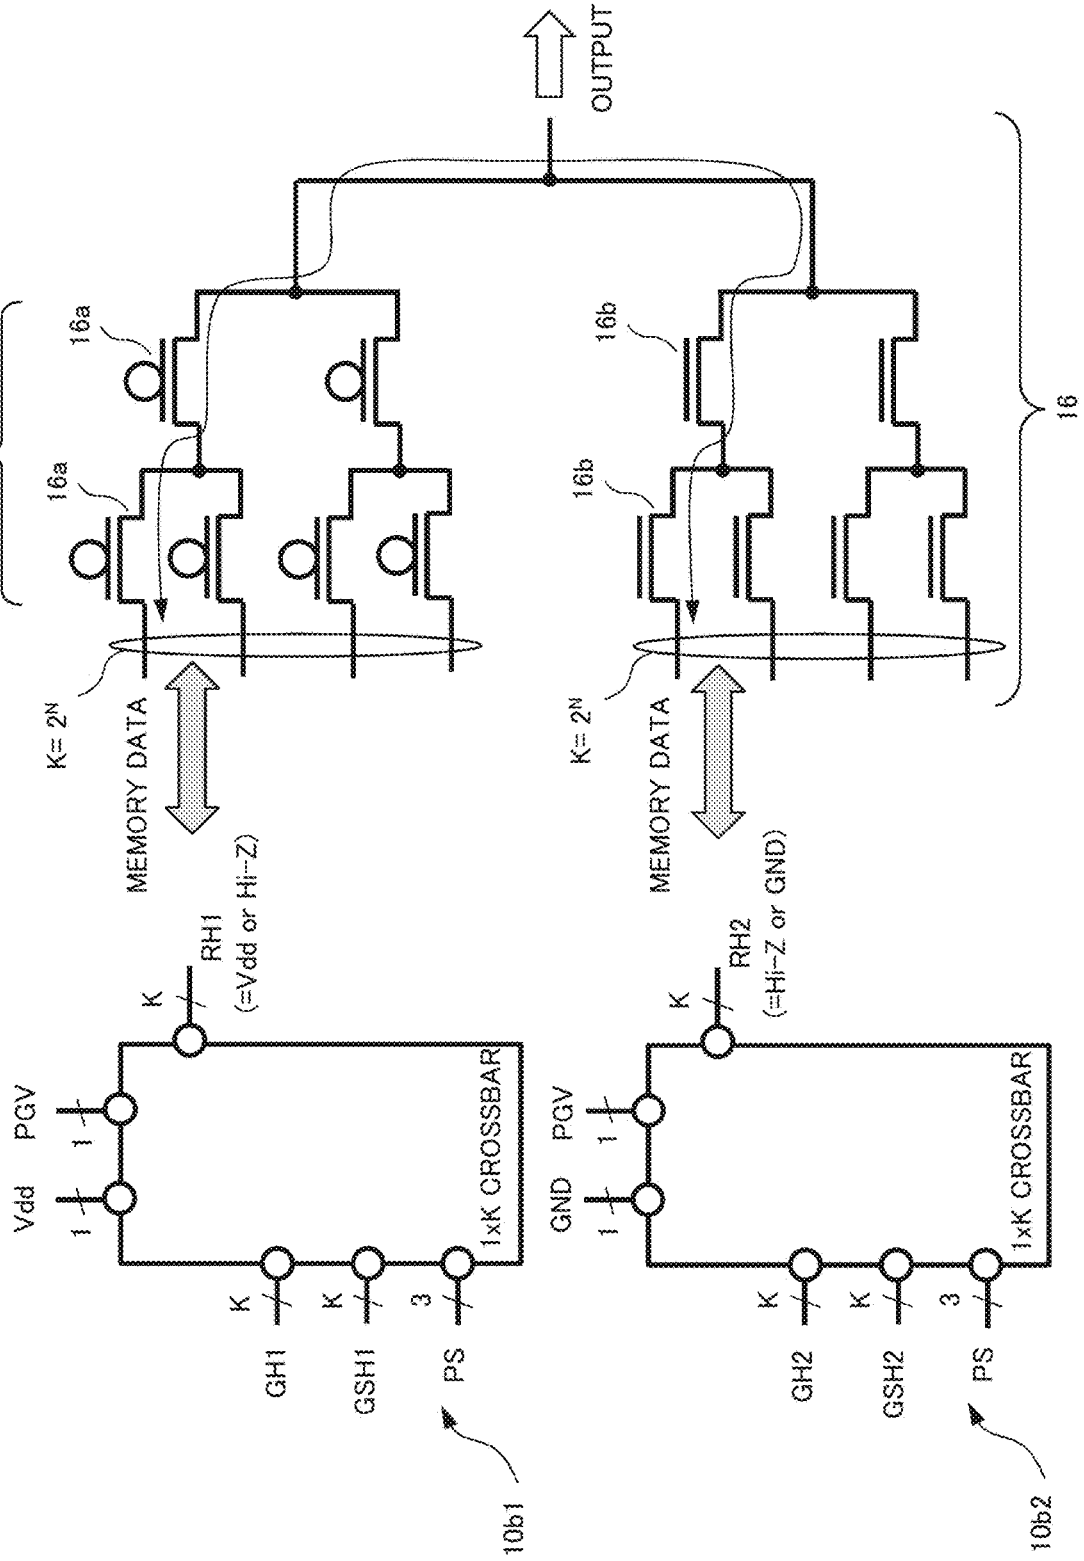 Vdd
PGV
1
1
GH1
K
GSH1
K
PS
3
1xK CROSSBAR
K
RH1
(=Vdd or Hi-Z)
10b1
MEMORY DATA
K= 2ᴺ
16a
16a
GND
PGV
1
1
GH2
K
GSH2
K
PS
3
1xK CROSSBAR
K
RH2
(=Hi-Z or GND)
10b2
MEMORY DATA
K= 2ᴺ
16b
16b
OUTPUT
16